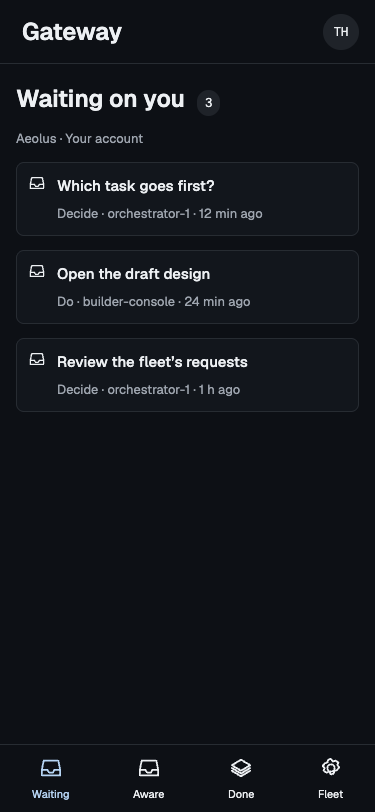 Gateway
TH
Waiting on you 3
Aeolus · Your account
Which task goes first?
Decide · orchestrator-1 · 12 min ago
Open the draft design
Do · builder-console · 24 min ago
Review the fleet's requests
Decide · orchestrator-1 · 1 h ago
Waiting Aware Done Fleet